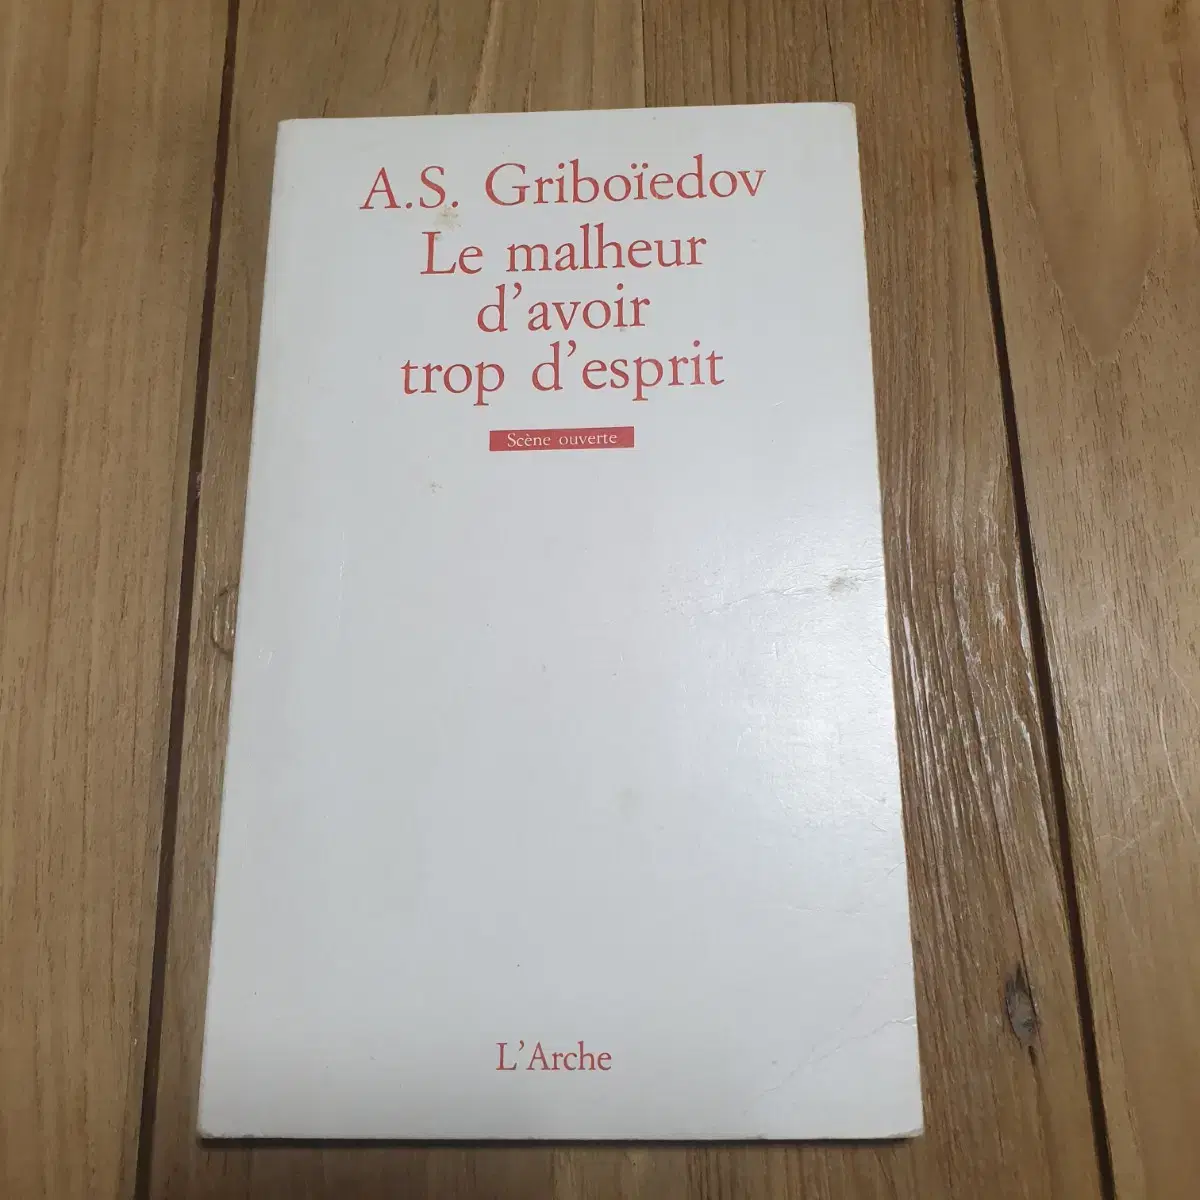 A.S. Griboïedov
Le malheur
d'avoir
trop d'esprit
Scène ouverte
L'Arche